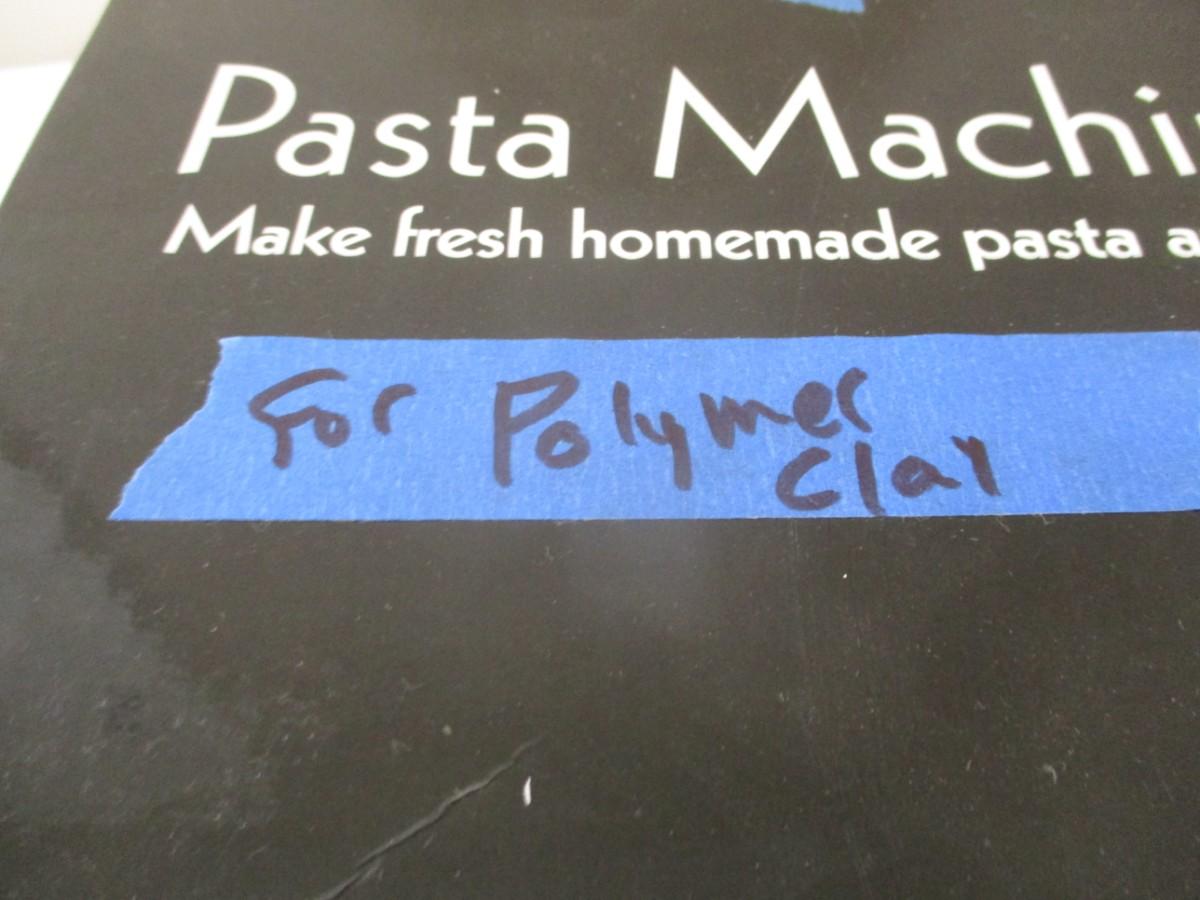 Pasta Machi
Make fresh homemade pasta a
For Polymer
Clay